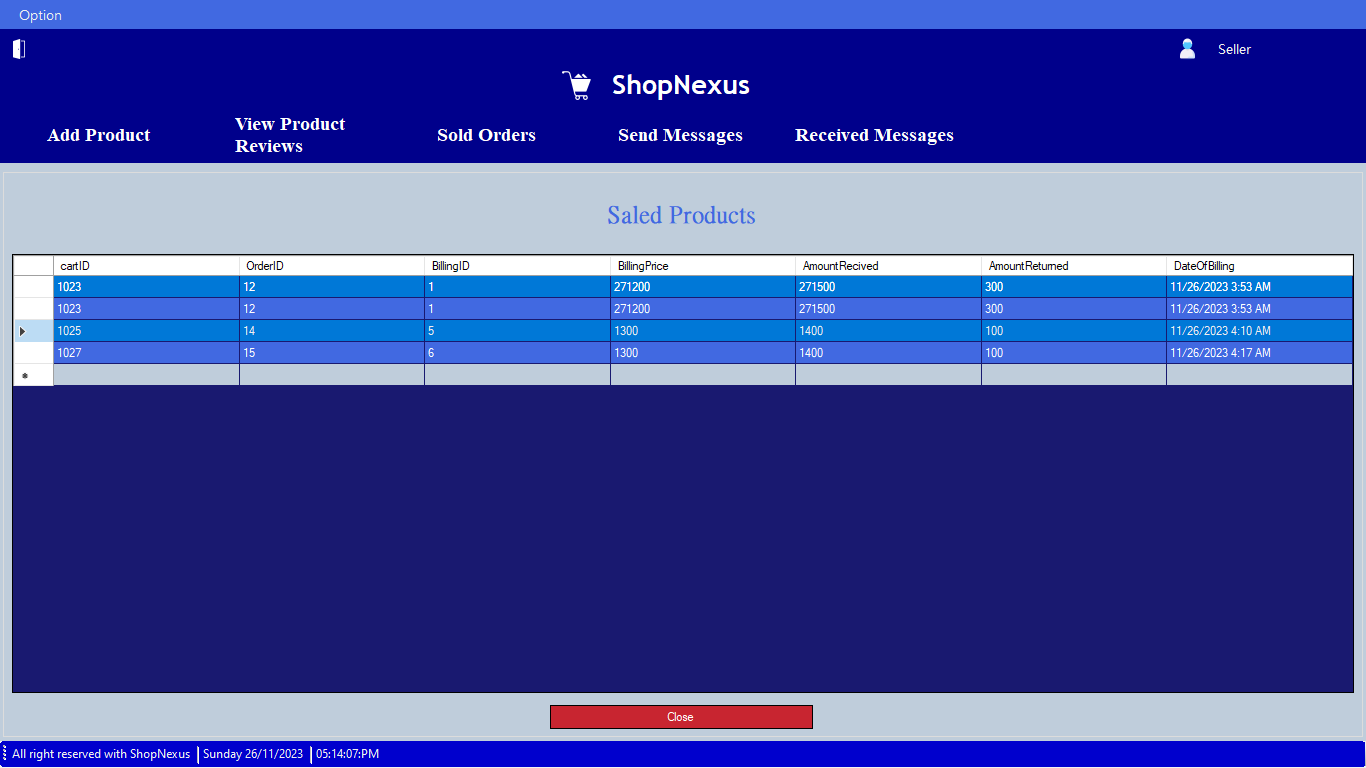 Option
Seller
ShopNexus
Add Product
View Product
Reviews
Sold Orders
Send Messages
Received Messages
Saled Products
cartID OrderID BillingID BillingPrice AmountRecived AmountReturned DateOfBilling
1023 12 1 271200 271500 300 11/26/2023 3:53 AM
1023 12 1 271200 271500 300 11/26/2023 3:53 AM
1025 14 5 1300 1400 100 11/26/2023 4:10 AM
1027 15 6 1300 1400 100 11/26/2023 4:17 AM
Close
All right reserved with ShopNexus Sunday 26/11/2023 05:14:07:PM